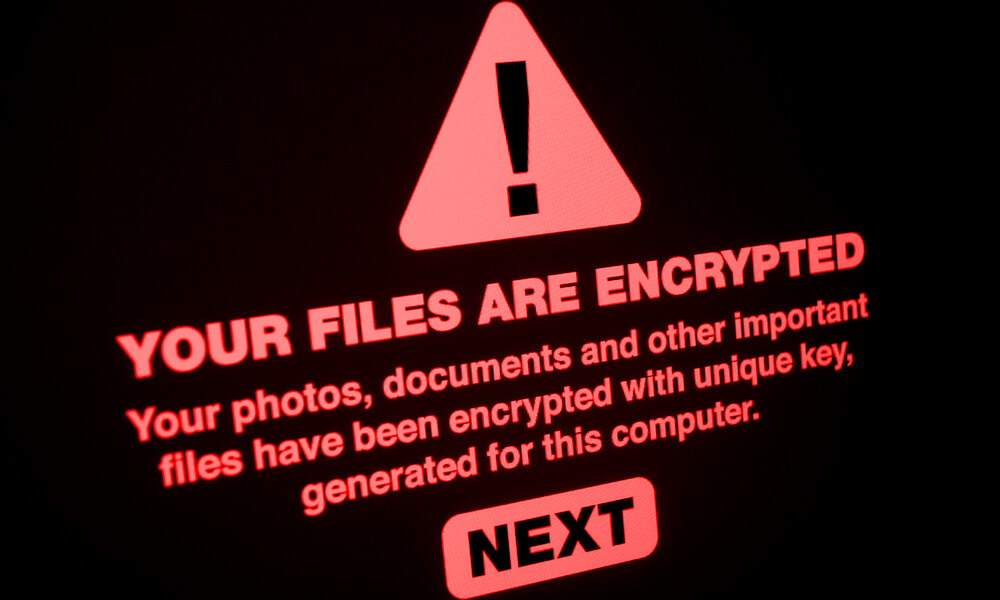 !
YOUR FILES ARE ENCRYPTED
Your photos, documents and other important
files have been encrypted with unique key,
generated for this computer.
NEXT